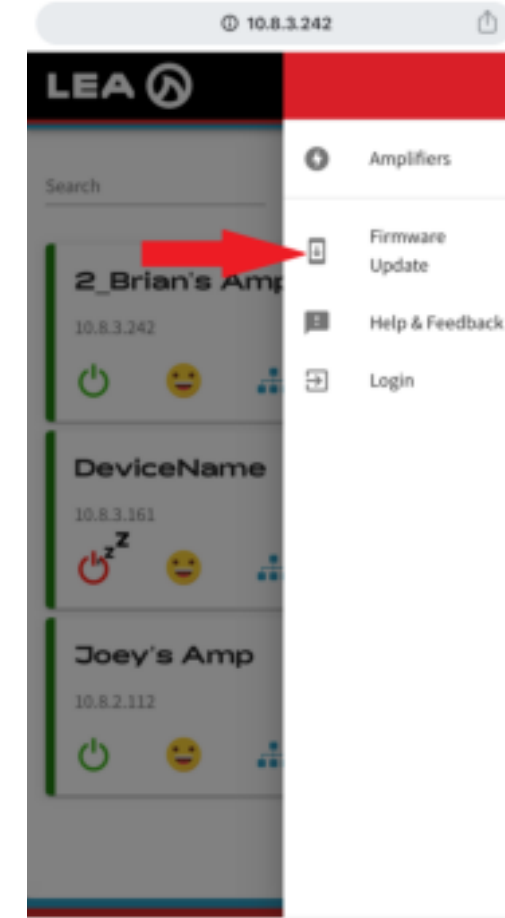 10.8.3.242
LEA
Search
2_Brian's Amp
10.8.3.242
DeviceName
10.8.3.161
z z
Joey's Amp
10.8.2.112
Amplifiers
Firmware
Update
Help & Feedback
Login